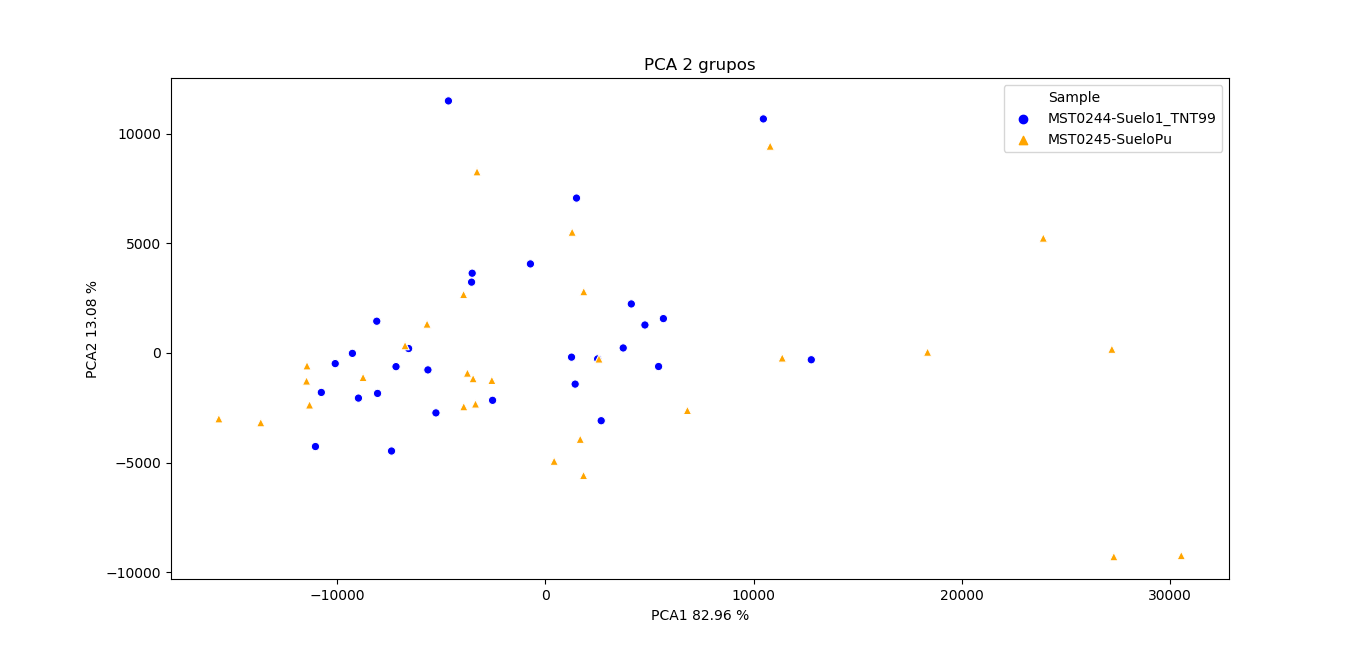 PCA 2 grupos
Sample
MST0244-Suelo1_TNT99
MST0245-SueloPu
10000
5000
0
−5000
−10000
PCA2 13.08 %
−10000
0
10000
20000
30000
PCA1 82.96 %